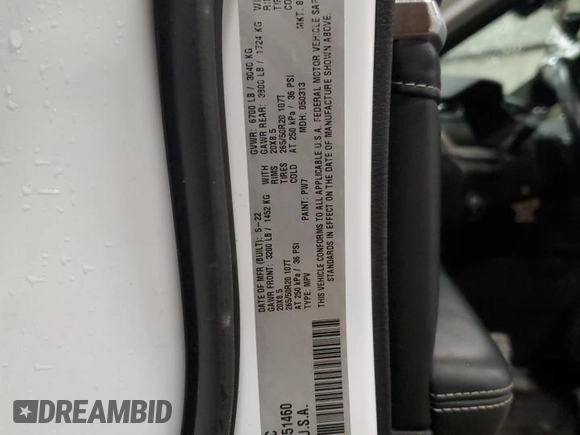 DATE OF MFR (BUILT): 5-22 GVWR: 6700 LB / 3040 KG
GAWR FRONT: 3200 LB / 1452 KG WITH GAWR REAR: 3800 LB / 1724 KG
20X8.5 RIMS 20X8.5
265/50R20 107T TIRES 265/50R20 107T
AT 250 kPa / 36 PSI COLD AT 250 kPa / 36 PSI
TYPE: MPV PAINT: PW7 MDH: 050313 MKT:
THIS VEHICLE CONFORMS TO ALL APPLICABLE U.S.A. FEDERAL MOTOR VEHICLE
STANDARDS IN EFFECT ON THE DATE OF MANUFACTURE SHOWN ABOVE.
51460
U.S.A.
DREAMBID